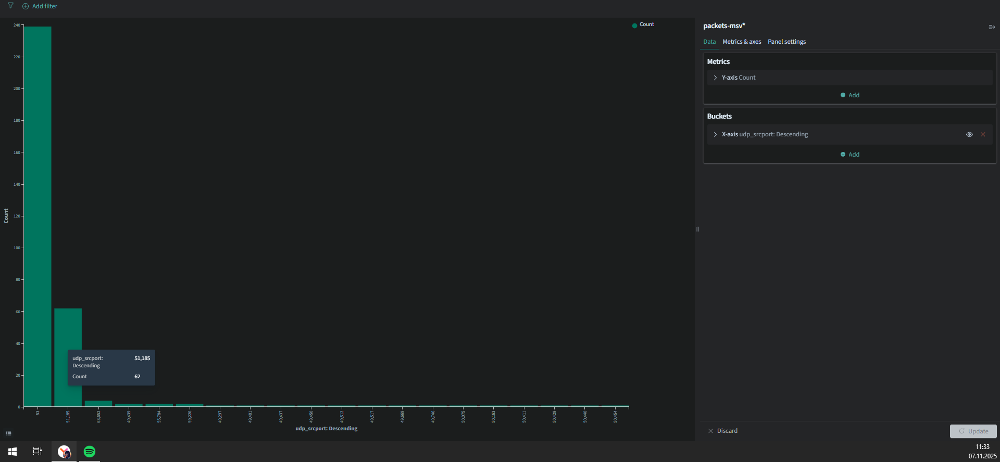 Add filter
Count
240
220
200
180
160
140
120
100
80
60
40
20
0
Count
udp_srcport: Descending 51,185
Count 62
53
51,185
63,652
49,439
55,784
59,226
49,297
49,401
49,437
49,450
49,512
49,517
49,669
49,746
50,075
50,163
50,411
50,429
50,440
50,454
udp_srcport: Descending
packets-msv*
Data Metrics & axes Panel settings
Metrics
Y-axis Count
Add
Buckets
X-axis udp_srcport: Descending
Add
Discard
Update
11:33
07.11.2025